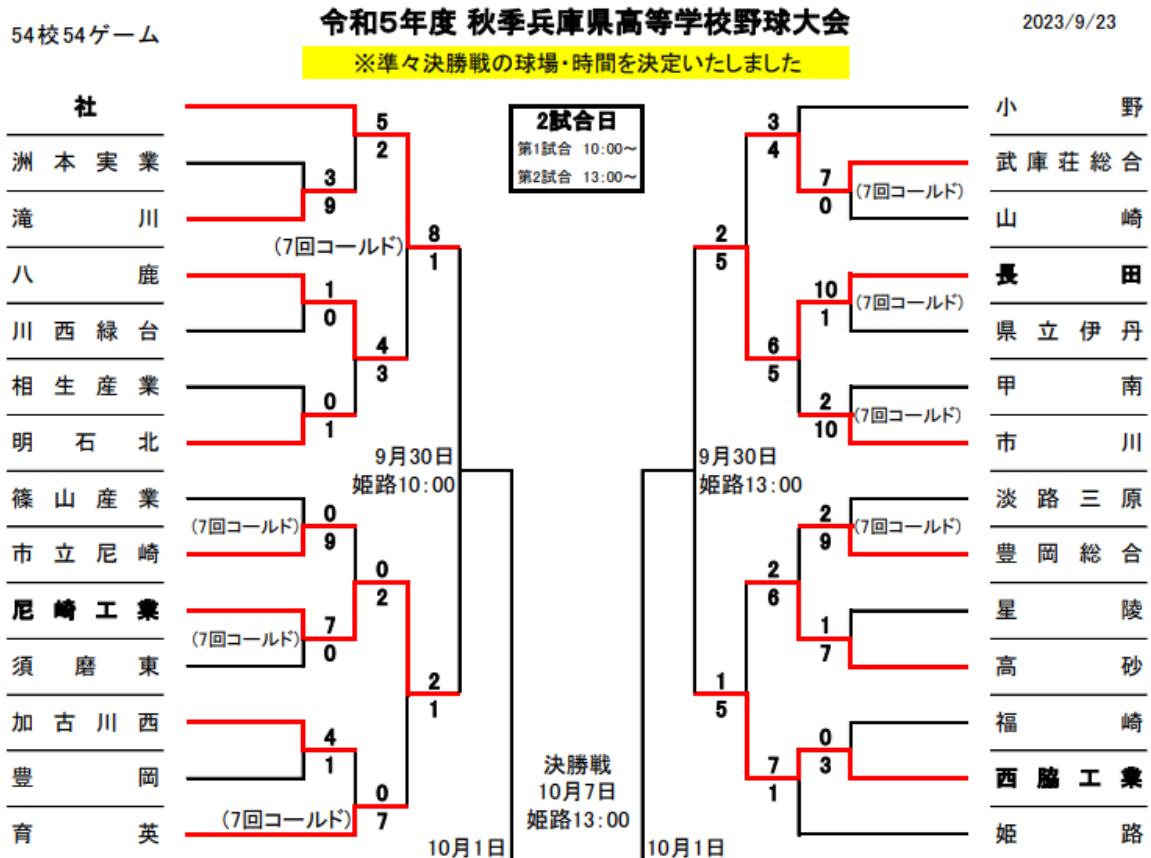 54校54ゲーム
令和5年度 秋季兵庫県高等学校野球大会
2023/9/23
※準々決勝戦の球場・時間を決定いたしました
社
洲本実業
滝川
八鹿
川西緑台
相生産業
明石北
篠山産業
市立尼崎
尼崎工業
須磨東
加古川西
豊岡
育英
5
2
3
9
(7回コールド)
8
1
1
0
4
3
0
1
9月30日
姫路10:00
(7回コールド)
0
9
0
2
(7回コールド)
7
0
2
1
4
1
(7回コールド)
0
7
10月1日
2試合日
第1試合 10:00~
第2試合 13:00~
決勝戦
10月7日
姫路13:00
3
4
7
0
(7回コールド)
2
5
10
1
(7回コールド)
6
5
2
10
(7回コールド)
9月30日
姫路13:00
2
9
(7回コールド)
2
6
1
7
1
5
0
3
7
1
10月1日
小野
武庫荘総合
山崎
長田
県立伊丹
甲南
市川
淡路三原
豊岡総合
星陵
高砂
福崎
西脇工業
姫路